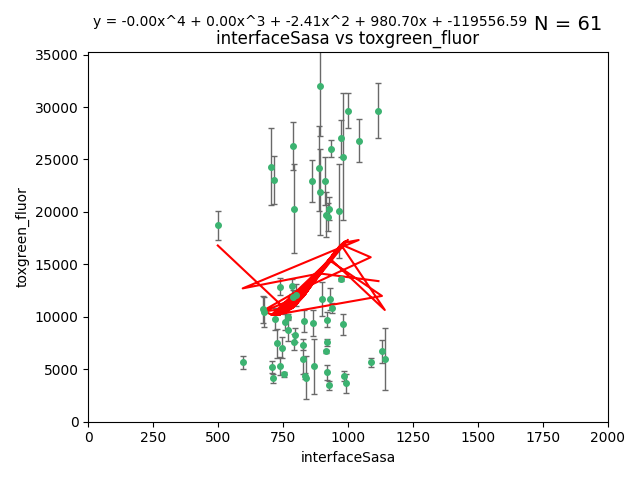 y = -0.00x^4 + 0.00x^3 + -2.41x^2 + 980.70x + -119556.59 N = 61
interfaceSasa vs toxgreen_fluor
35000
30000
25000
20000
15000
10000
5000
0
toxgreen_fluor
0 250 500 750 1000 1250 1500 1750 2000
interfaceSasa